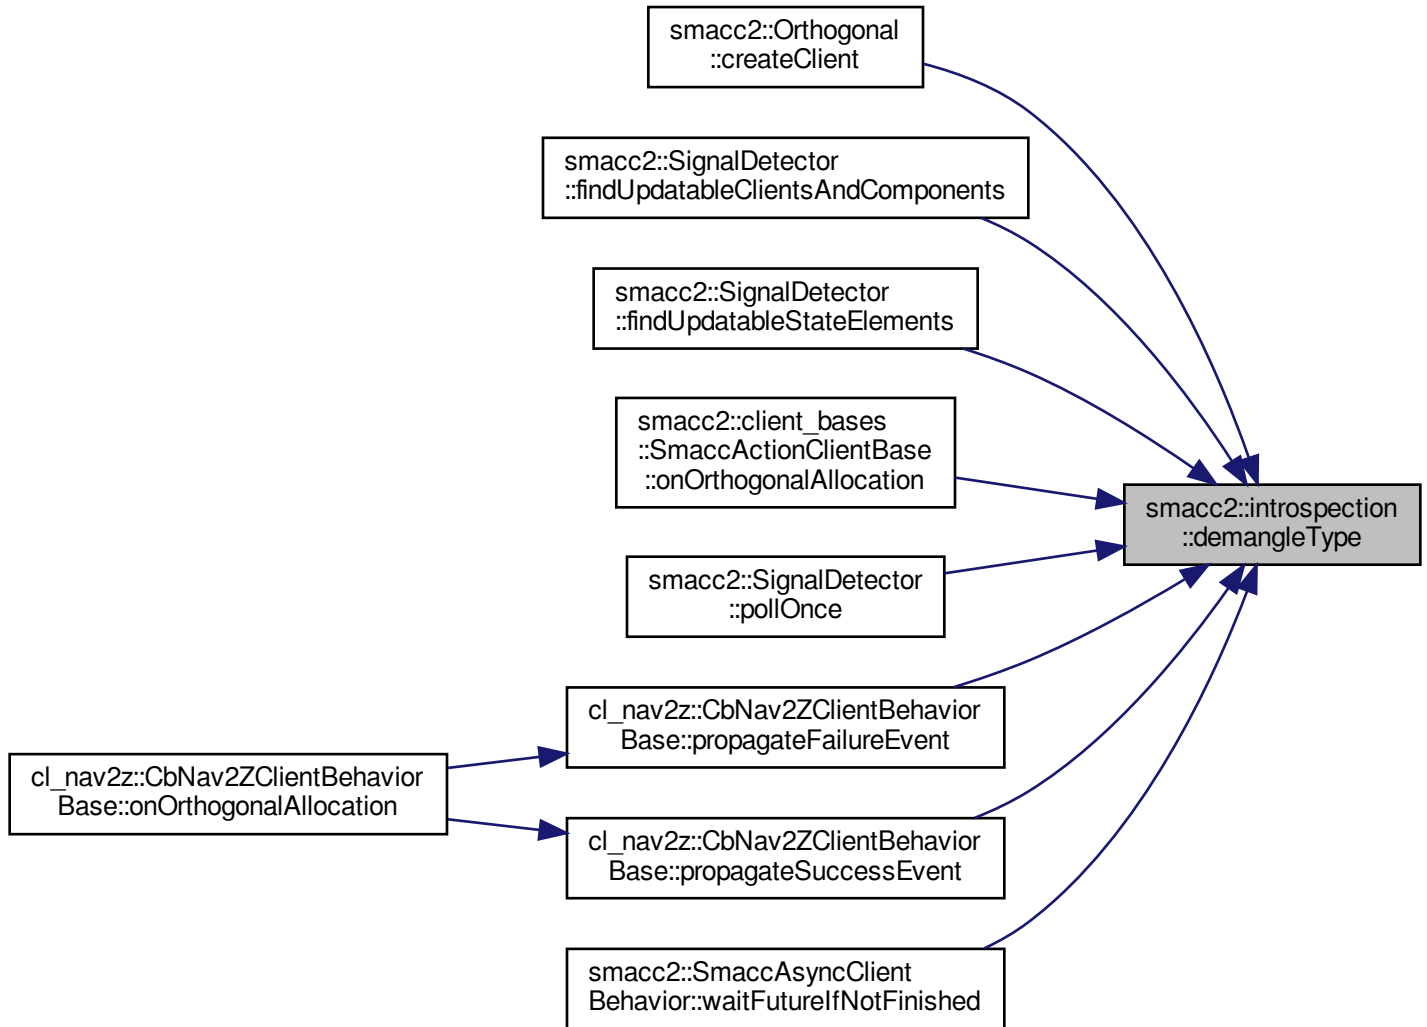 smacc2::Orthogonal
::createClient
smacc2::SignalDetector
::findUpdatableClientsAndComponents
smacc2::SignalDetector
::findUpdatableStateElements
smacc2::client_bases
::SmaccActionClientBase
::onOrthogonalAllocation
smacc2::introspection
::demangleType
smacc2::SignalDetector
::pollOnce
cl_nav2z::CbNav2ZClientBehavior
Base::propagateFailureEvent
cl_nav2z::CbNav2ZClientBehavior
Base::onOrthogonalAllocation
cl_nav2z::CbNav2ZClientBehavior
Base::propagateSuccessEvent
smacc2::SmaccAsyncClient
Behavior::waitFutureIfNotFinished